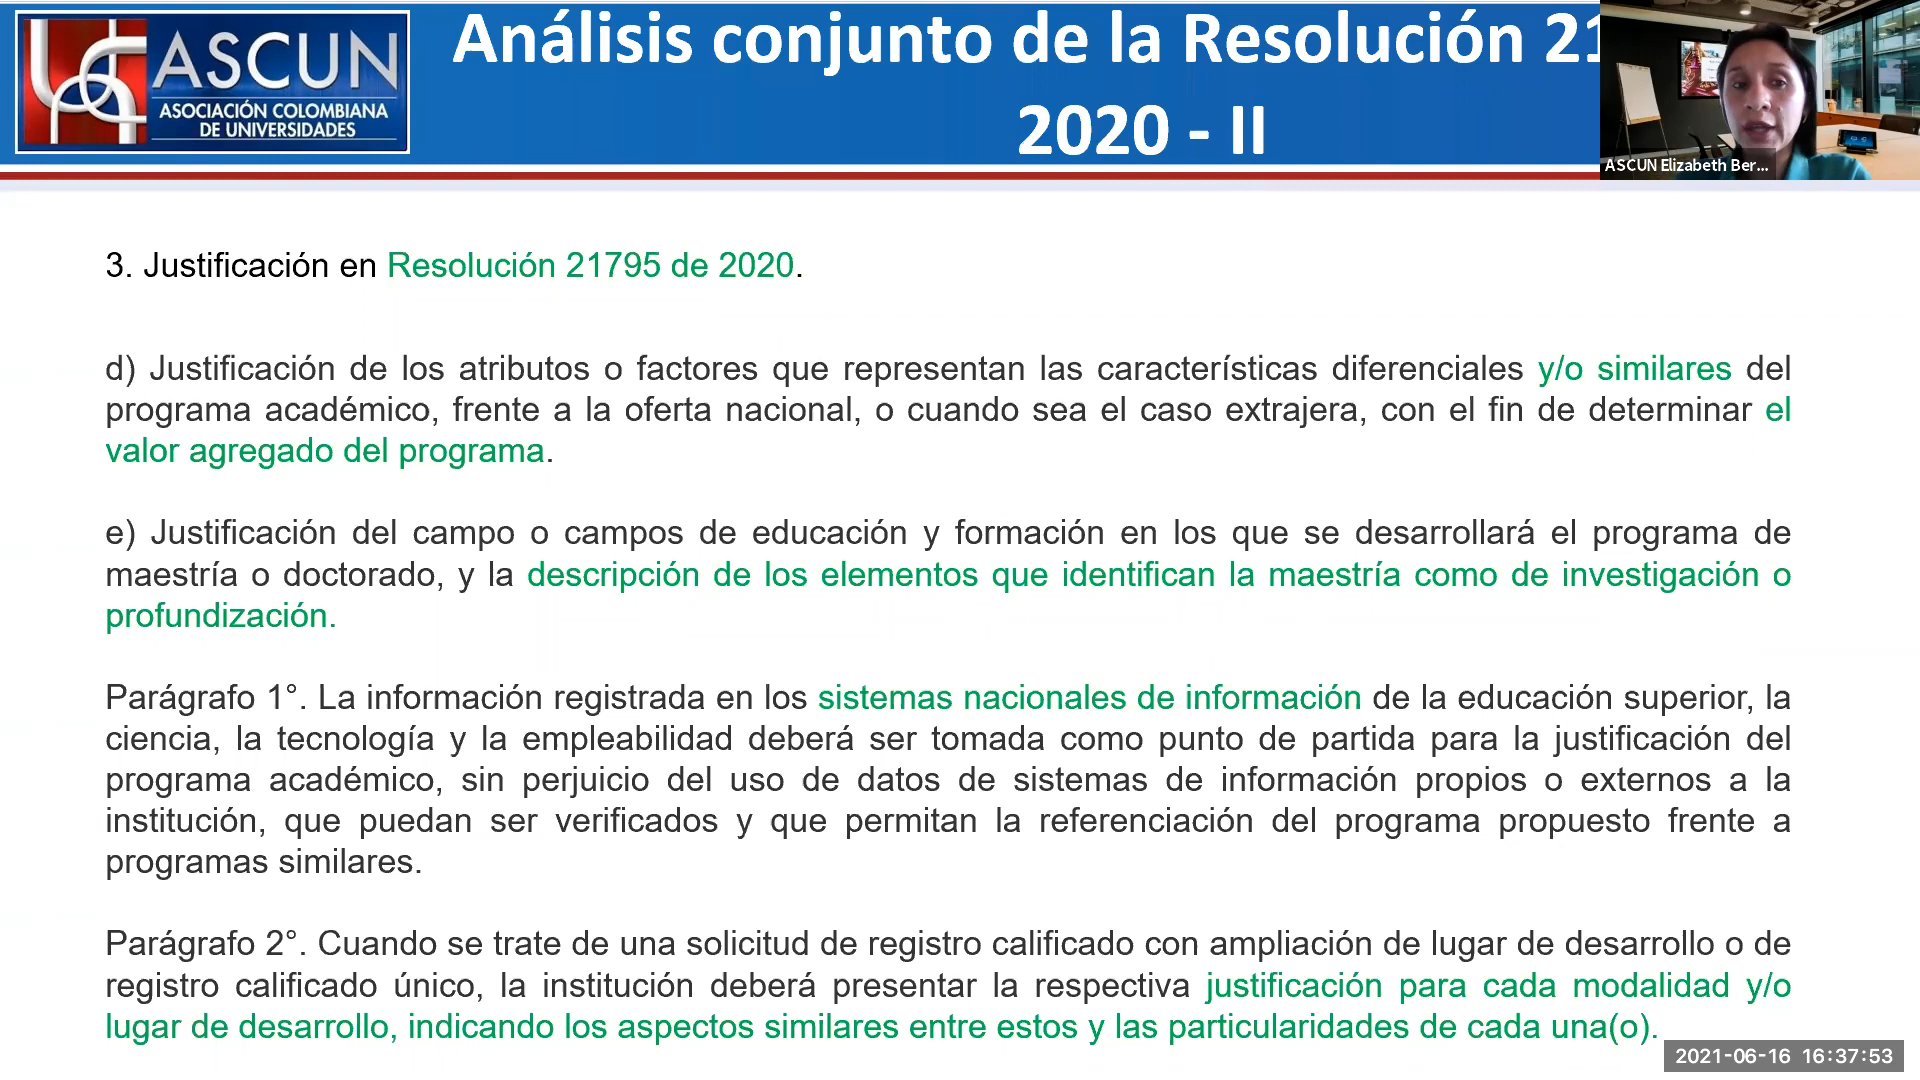 ASCUN
ASOCIACIÓN COLOMBIANA
DE UNIVERSIDADES
Análisis conjunto de la Resolución 21
2020 - II
ASCUN Elizabeth Ber...
3. Justificación en Resolución 21795 de 2020.
d) Justificación de los atributos o factores que representan las características diferenciales y/o similares del
programa académico, frente a la oferta nacional, o cuando sea el caso extrajera, con el fin de determinar el
valor agregado del programa.
e) Justificación del campo o campos de educación y formación en los que se desarrollará el programa de
maestría o doctorado, y la descripción de los elementos que identifican la maestría como de investigación o
profundización.
Parágrafo 1°. La información registrada en los sistemas nacionales de información de la educación superior, la
ciencia, la tecnología y la empleabilidad deberá ser tomada como punto de partida para la justificación del
programa académico, sin perjuicio del uso de datos de sistemas de información propios o externos a la
institución, que puedan ser verificados y que permitan la referenciación del programa propuesto frente a
programas similares.
Parágrafo 2°. Cuando se trate de una solicitud de registro calificado con ampliación de lugar de desarrollo o de
registro calificado único, la institución deberá presentar la respectiva justificación para cada modalidad y/o
lugar de desarrollo, indicando los aspectos similares entre estos y las particularidades de cada una(o).
2021-06-16 16:37:53